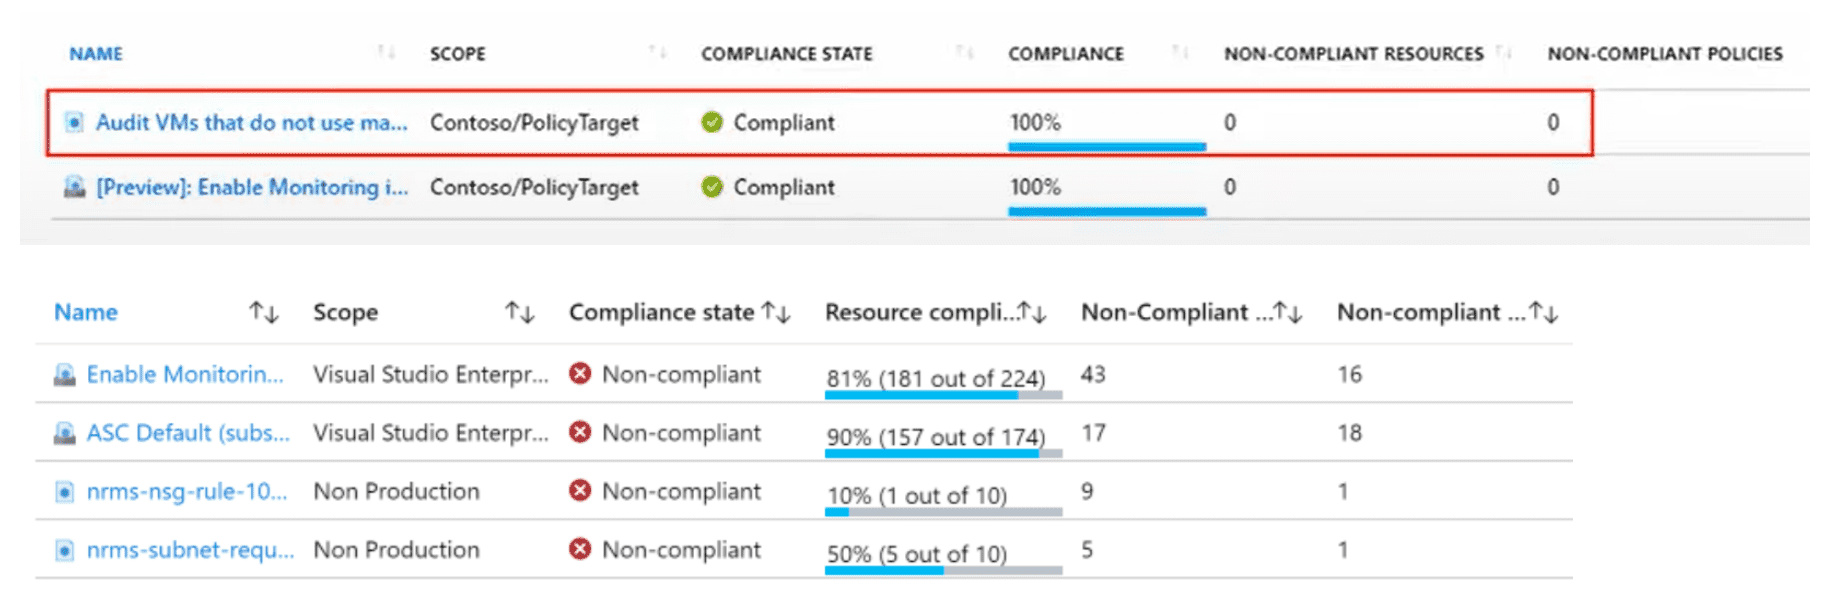 NAME SCOPE COMPLIANCE STATE COMPLIANCE NON-COMPLIANT RESOURCES NON-COMPLIANT POLICIES
Audit VMs that do not use ma... Contoso/PolicyTarget Compliant 100% 0 0
[Preview]: Enable Monitoring i... Contoso/PolicyTarget Compliant 100% 0 0
Name Scope Compliance state Resource compli... Non-Compliant ... Non-compliant ...
Enable Monitorin... Visual Studio Enterpr... Non-compliant 81% (181 out of 224) 43 16
ASC Default (subs... Visual Studio Enterpr... Non-compliant 90% (157 out of 174) 17 18
nrms-nsg-rule-10... Non Production Non-compliant 10% (1 out of 10) 9 1
nrms-subnet-requ... Non Production Non-compliant 50% (5 out of 10) 5 1